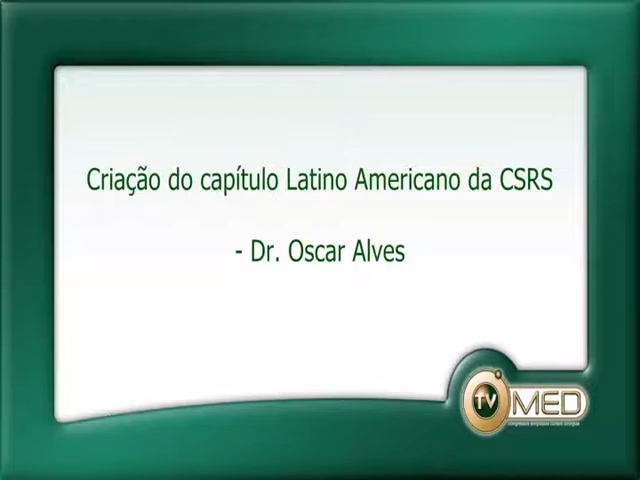 Criação do capítulo Latino Americano da CSRS
- Dr. Oscar Alves
TV MED